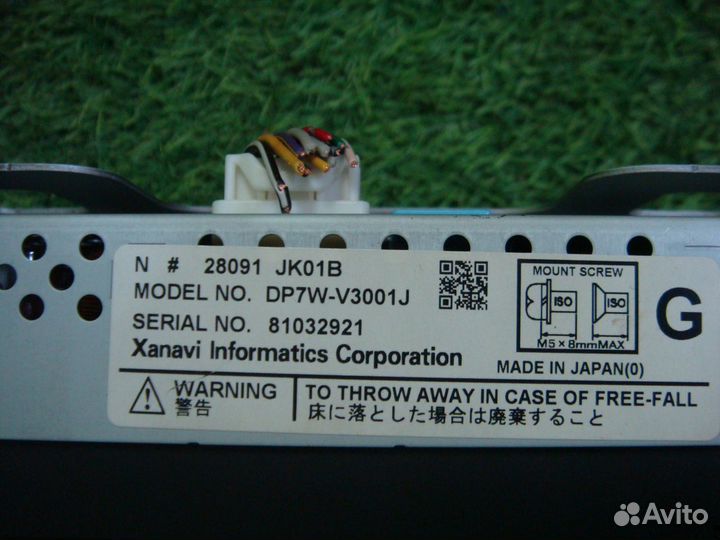 N # 28091 JK01B
MODEL NO. DP7W-V3001J
SERIAL NO. 81032921
Xanavi Informatics Corporation
MOUNT SCREW
ISO ISO
M5×8mmMAX
G
MADE IN JAPAN(0)
WARNING
警告
TO THROW AWAY IN CASE OF FREE-FALL
床に落とした場合は廃棄すること
Avito